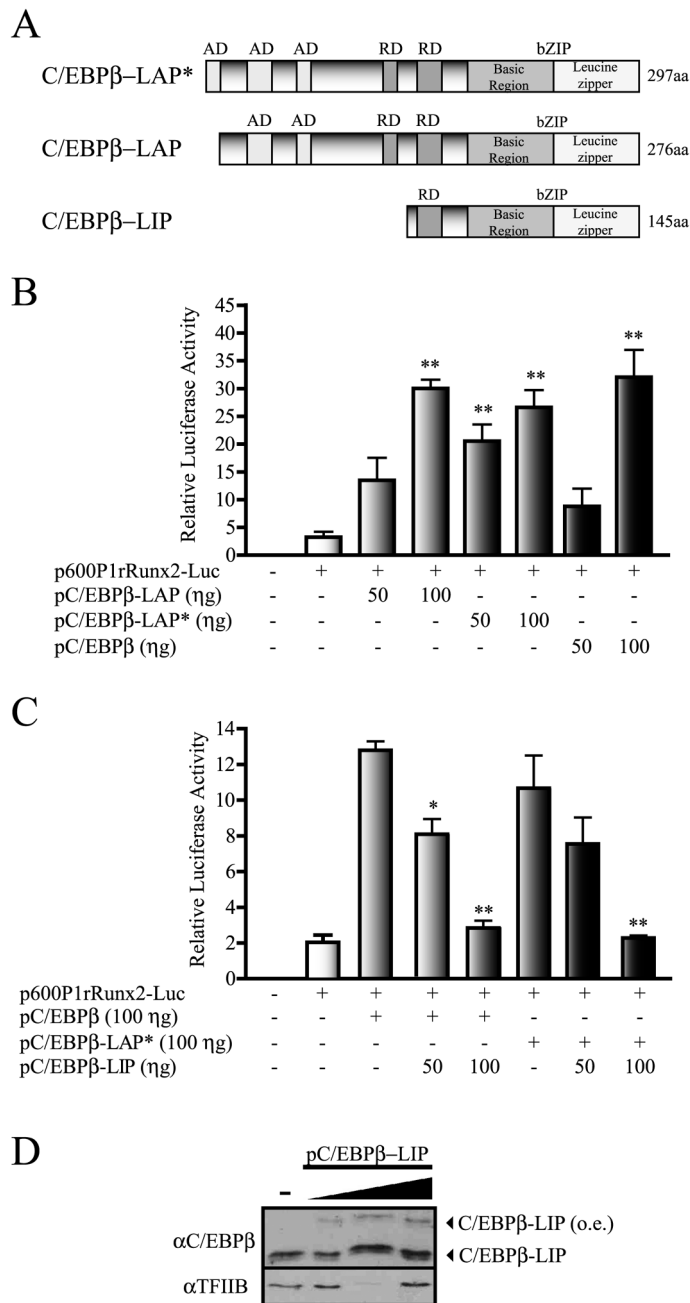 A
AD AD AD RD RD bZIP
C/EBPβ–LAP* Basic Region Leucine zipper 297aa
AD AD RD RD bZIP
C/EBPβ–LAP Basic Region Leucine zipper 276aa
RD bZIP
C/EBPβ–LIP Basic Region Leucine zipper 145aa
B
Relative Luciferase Activity
45
40
35
30
25
20
15
10
5
0
** ** ** **
p600P1rRunx2-Luc - + + + + + + +
pC/EBPβ-LAP (ηg) - - 50 100 - - - -
pC/EBPβ-LAP* (ηg) - - - - 50 100 - -
pC/EBPβ (ηg) - - - - - - 50 100
C
Relative Luciferase Activity
14
12
10
8
6
4
2
0
* ** **
p600P1rRunx2-Luc - + + + + + + +
pC/EBPβ (100 ηg) - - + + + - - -
pC/EBPβ-LAP* (100 ηg) - - - - - + + +
pC/EBPβ-LIP (ηg) - - - 50 100 - 50 100
D
pC/EBPβ–LIP
-
αC/EBPβ
C/EBPβ-LIP (o.e.)
C/EBPβ-LIP
αTFIIB